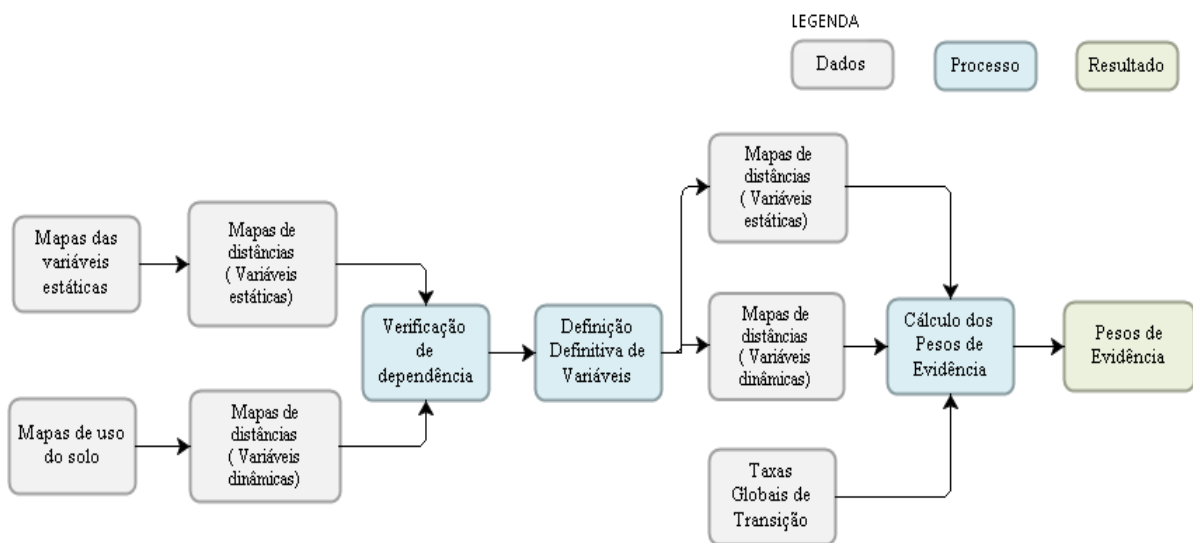 LEGENDA
Dados
Processo
Resultado
Mapas das
variáveis
estáticas
Mapas de
distâncias
( Variáveis
estáticas)
Mapas de uso
do solo
Mapas de
distâncias
( Variáveis
dinâmicas)
Verificação
de
dependência
Definição
Definitiva de
Variáveis
Mapas de
distâncias
( Variáveis
estáticas)
Mapas de
distâncias
( Variáveis
dinâmicas)
Taxas
Globais de
Transição
Cálculo dos
Pesos de
Evidência
Pesos de
Evidência